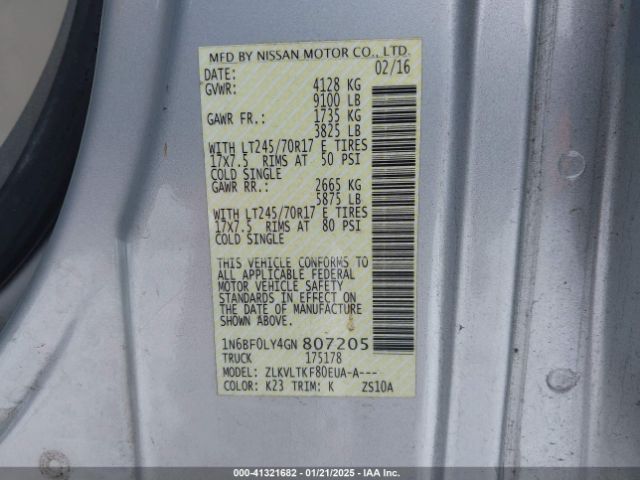 MFD BY NISSAN MOTOR CO., LTD.
DATE: 02/16
GVWR: 4128 KG
9100 LB
GAWR FR.: 1735 KG
3825 LB
WITH LT245/70R17 E TIRES
17X7.5 RIMS AT 50 PSI
COLD SINGLE
GAWR RR.: 2665 KG
5875 LB
WITH LT245/70R17 E TIRES
17X7.5 RIMS AT 80 PSI
COLD SINGLE
THIS VEHICLE CONFORMS TO
ALL APPLICABLE FEDERAL
MOTOR VEHICLE SAFETY
STANDARDS IN EFFECT ON
THE DATE OF MANUFACTURE
SHOWN ABOVE.
1N6BF0LY4GN 807205
TRUCK 175178
MODEL: ZLKVLTKF80EUA-A---
COLOR: K23 TRIM: K ZS10A
000-41321682 / 01/21/2025 - IAA Inc.